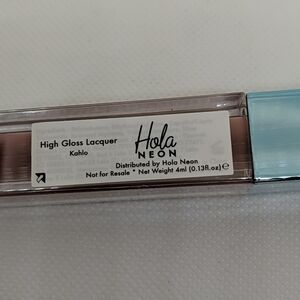 High Gloss Lacquer
Kahlo
Hola
NEON
Distributed by Hola Neon
Not for Resale * Net Weight 4ml (0.13fl.oz)℮